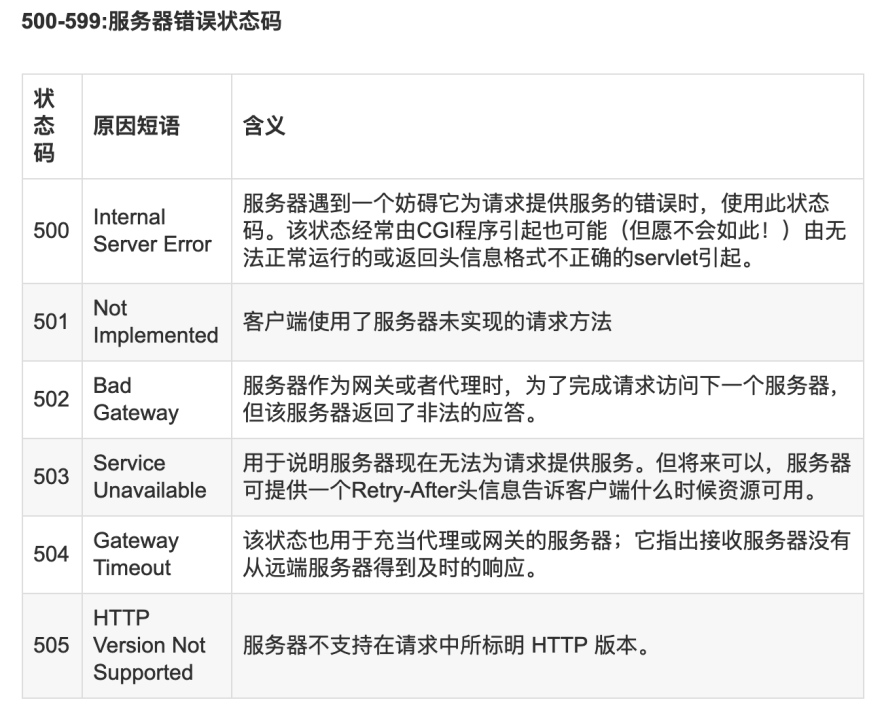 500-599:服务器错误状态码
状
态
码
原因短语
含义
500
Internal
Server Error
服务器遇到一个妨碍它为请求提供服务的错误时，使用此状态
码。该状态经常由CGI程序引起也可能（但愿不会如此！）由无
法正常运行的或返回头信息格式不正确的servlet引起。
501
Not
Implemented
客户端使用了服务器未实现的请求方法
502
Bad
Gateway
服务器作为网关或者代理时，为了完成请求访问下一个服务器，
但该服务器返回了非法的应答。
503
Service
Unavailable
用于说明服务器现在无法为请求提供服务。但将来可以，服务器
可提供一个Retry-After头信息告诉客户端什么时候资源可用。
504
Gateway
Timeout
该状态也用于充当代理或网关的服务器；它指出接收服务器没有
从远端服务器得到及时的响应。
505
HTTP
Version Not
Supported
服务器不支持在请求中所标明 HTTP 版本。